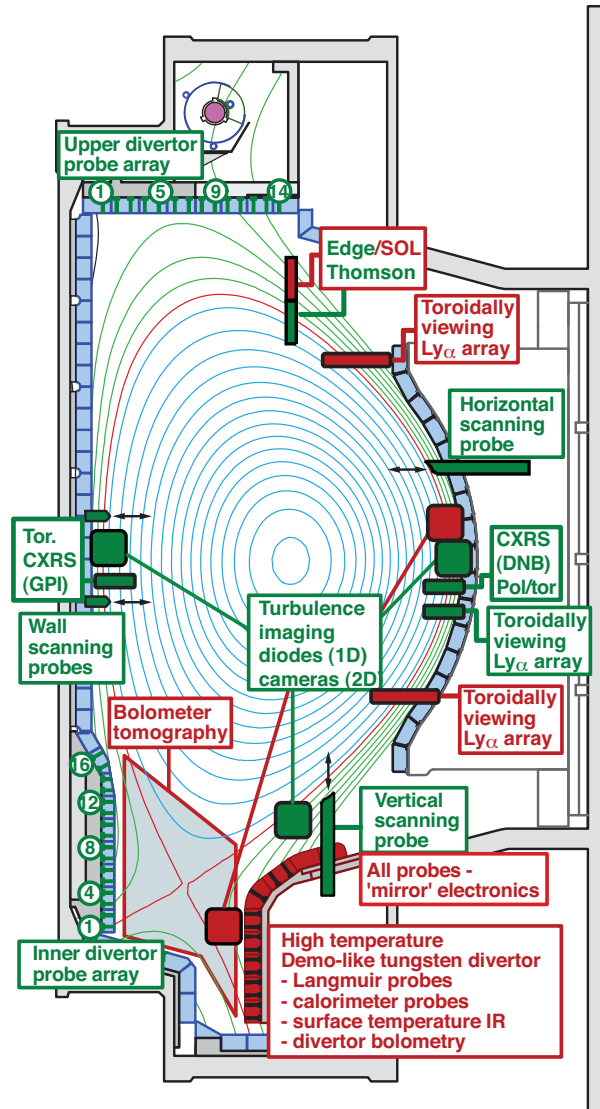 Upper divertor
probe array
1
5
9
14
Edge/SOL
Thomson
Toroidally
viewing
Lyα array
Horizontal
scanning
probe
Tor.
CXRS
(GPI)
CXRS
(DNB)
Pol/tor
Wall
scanning
probes
Turbulence
imaging
diodes (1D)
cameras (2D)
Toroidally
viewing
Lyα array
Bolometer
tomography
Toroidally
viewing
Lyα array
16
12
8
4
1
Vertical
scanning
probe
All probes -
'mirror' electronics
Inner divertor
probe array
High temperature
Demo-like tungsten divertor
- Langmuir probes
- calorimeter probes
- surface temperature IR
- divertor bolometry